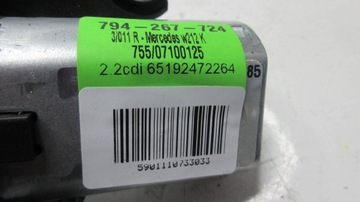 794-267-724
3/011 R - Mercedes w212 K
755/07100125
2.2cdi 65192472264
85
5901110733033